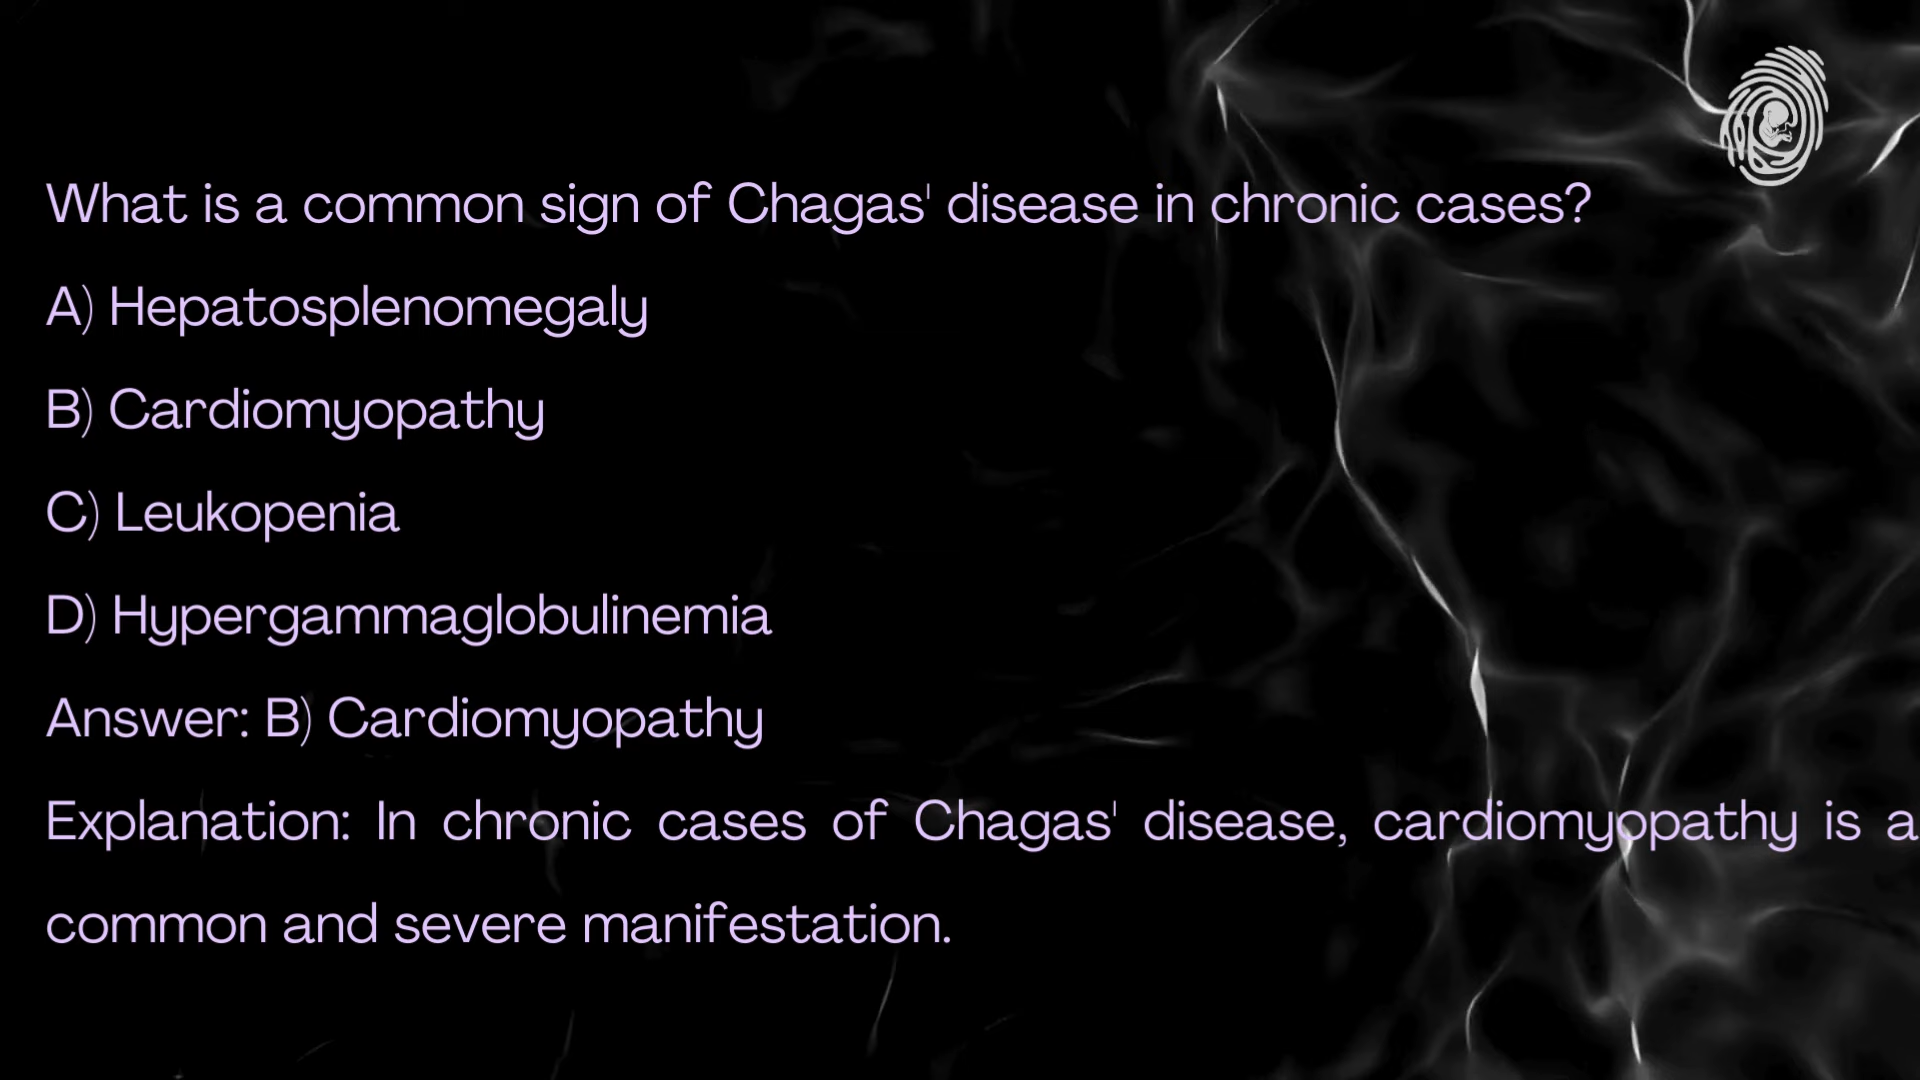 What is a common sign of Chagas' disease in chronic cases?
A) Hepatosplenomegaly
B) Cardiomyopathy
C) Leukopenia
D) Hypergammaglobulinemia
Answer: B) Cardiomyopathy
Explanation: In chronic cases of Chagas' disease, cardiomyopathy is a
common and severe manifestation.